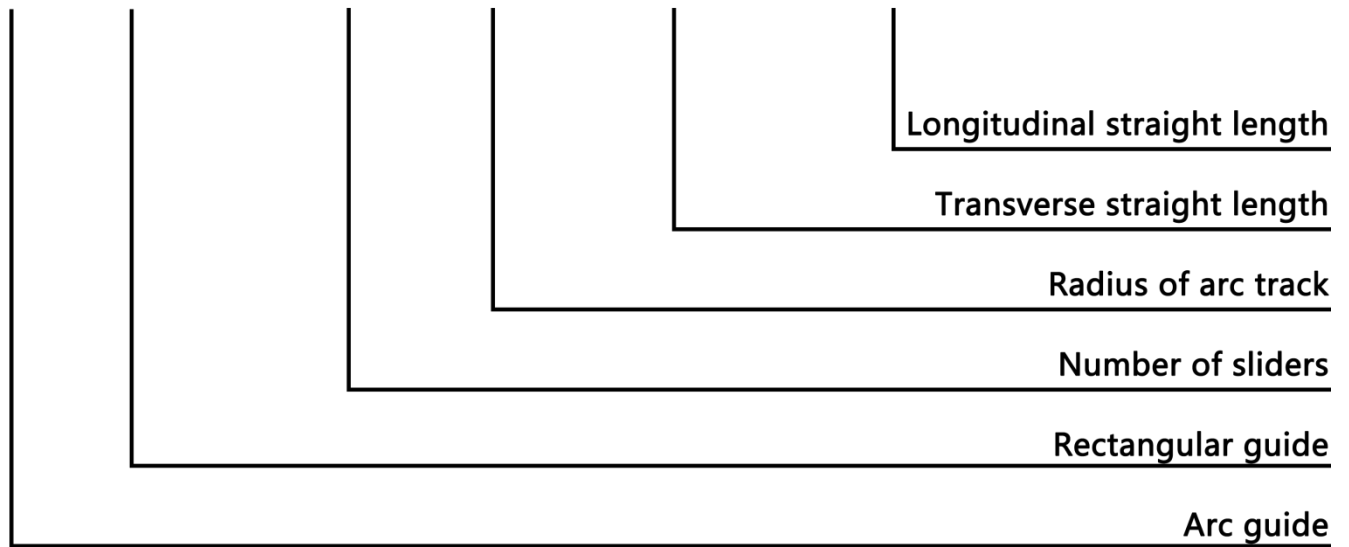 Longitudinal straight length
Transverse straight length
Radius of arc track
Number of sliders
Rectangular guide
Arc guide